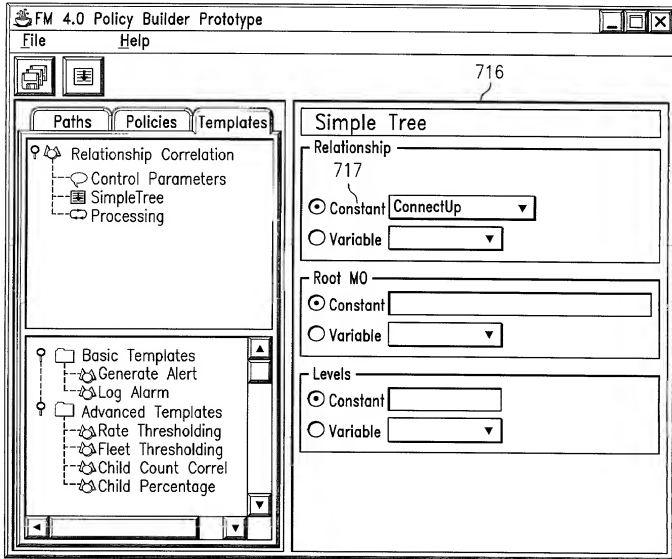 FM 4.0 Policy Builder Prototype
File Help
716
Paths Policies Templates
Relationship Correlation
Control Parameters
SimpleTree
Processing
Basic Templates
Generate Alert
Log Alarm
Advanced Templates
Rate Thresholding
Fleet Thresholding
Child Count Correl
Child Percentage
Simple Tree
Relationship
717
Constant ConnectUp
Variable
Root MO
Constant
Variable
Levels
Constant
Variable